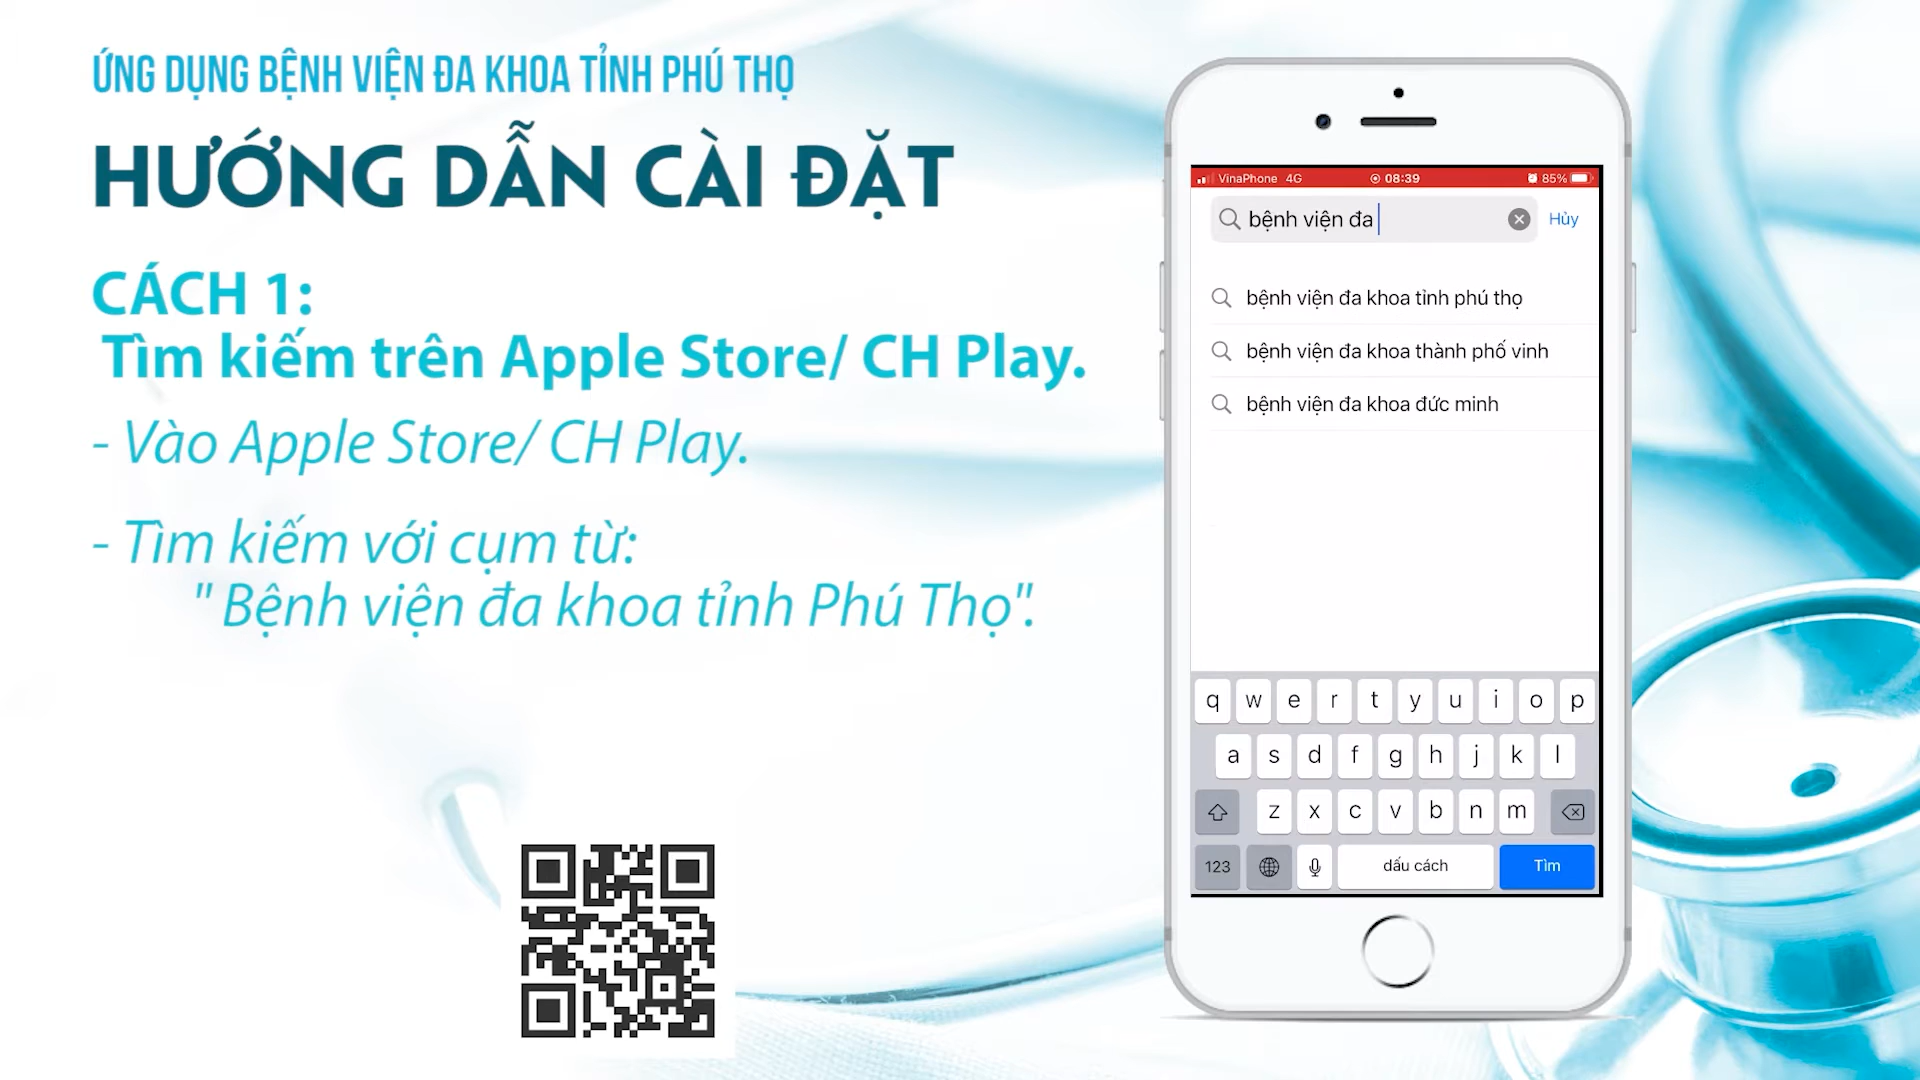 ỨNG DỤNG BỆNH VIỆN ĐA KHOA TỈNH PHÚ THỌ
HƯỚNG DẪN CÀI ĐẶT
CÁCH 1:
Tìm kiếm trên Apple Store/ CH Play.
- Vào Apple Store/ CH Play.
- Tìm kiếm với cụm từ:
" Bệnh viện đa khoa tỉnh Phú Thọ".
VinaPhone 4G 08:39 85%
bệnh viện đa Hủy
bệnh viện đa khoa tỉnh phú thọ
bệnh viện đa khoa thành phố vinh
bệnh viện đa khoa đức minh
q w e r t y u i o p
a s d f g h j k l
z x c v b n m
123 dấu cách Tìm